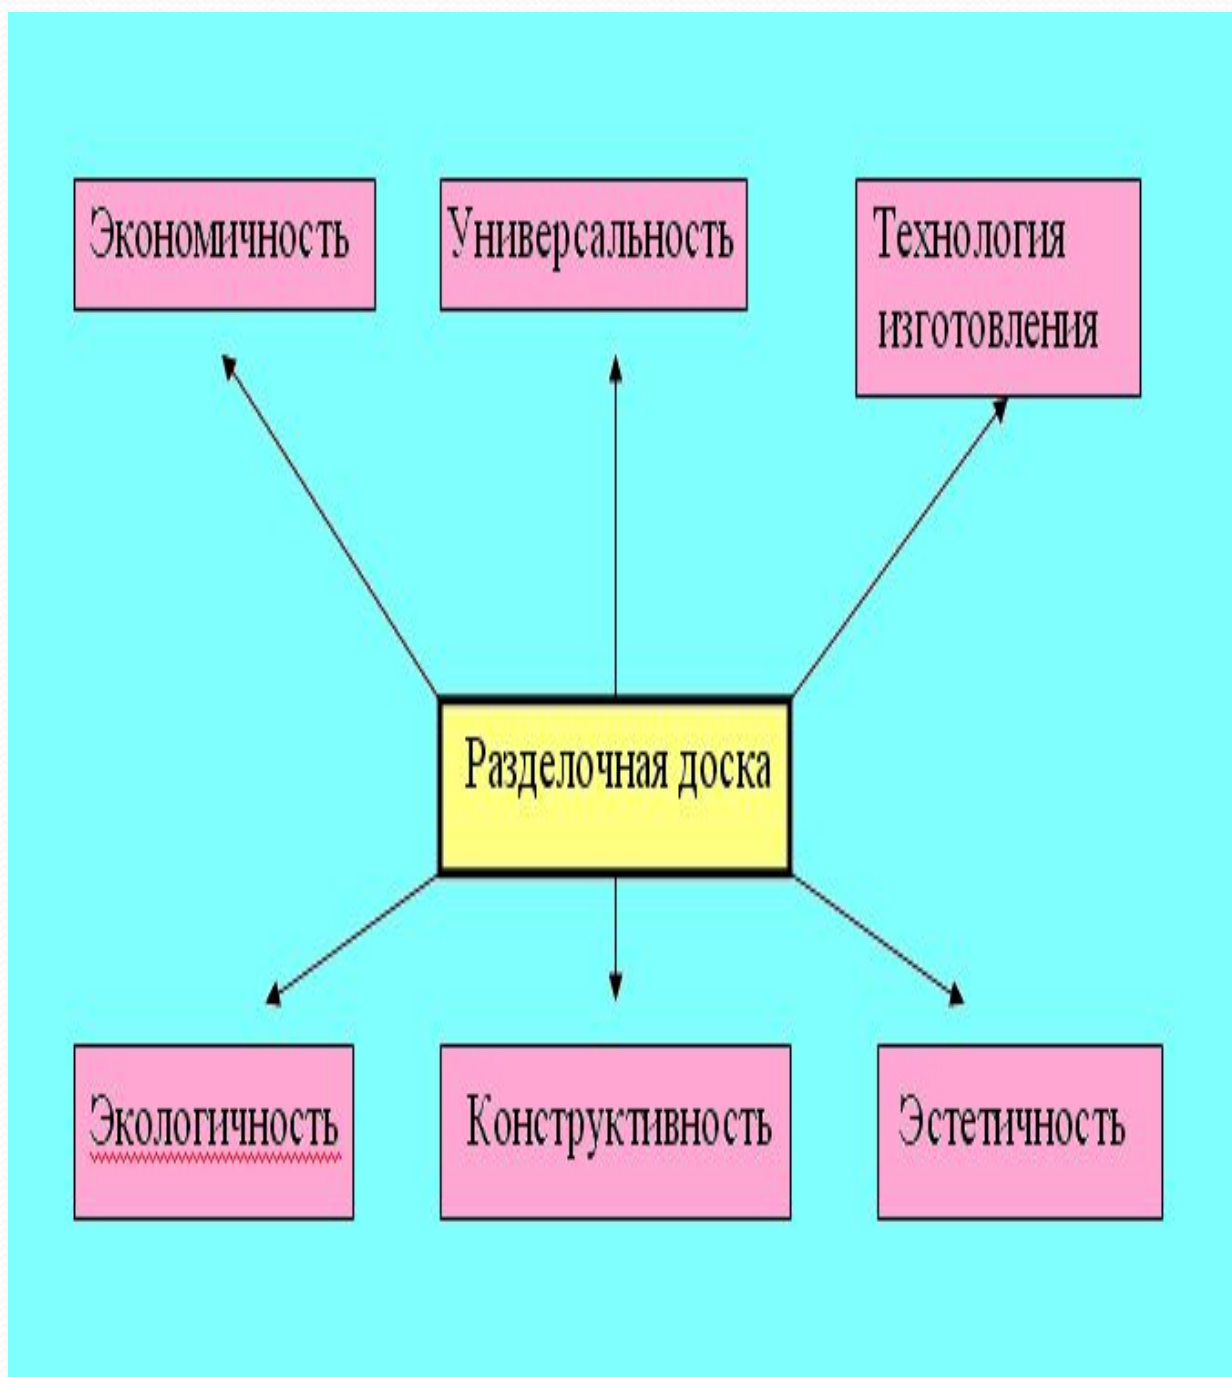 Экономичность
Универсальность
Технология
изготовления
Разделочная доска
Экологичность
Конструктивность
Эстетичность